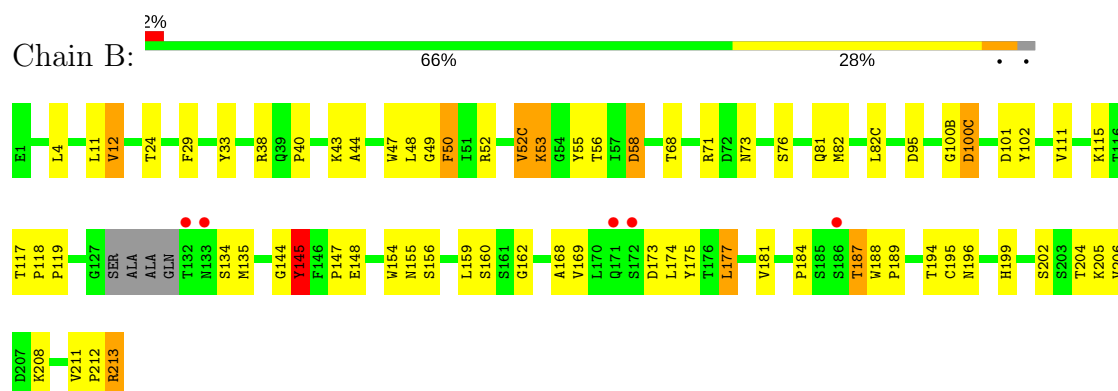 2%
Chain B:
66% 28% • •
E1 L4 L11 V12 T24 F29 Y33 R38 Q39 P40 K43 A44 W47 L48 G49 F50 I51 R52 V52C K53 G54 Y55 T56 I57 D58 T68 R71 D72 N73 S76 Q81 M82 L82C D95 G100B D100C D101 Y102 V111 K115 T116
T117 P118 P119 G127 SER ALA ALA GLN T132 N133 S134 M135 G144 Y145 F146 P147 E148 W154 N155 S156 L159 S160 S161 G162 A168 V169 L170 Q171 S172 D173 L174 Y175 T176 L177 V181 P184 S185 S186 T187 W188 P189 T194 C195 N196 H199 S202 S203 T204 K205 V206
D207 K208 V211 P212 R213